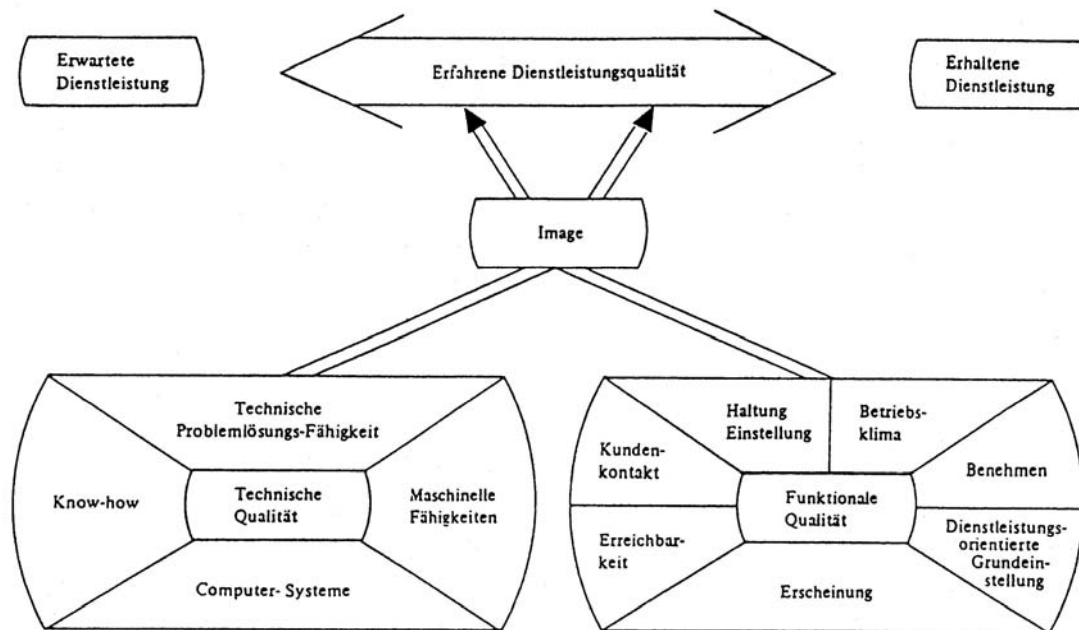 Erwartete
Dienstleistung
Erfahrene Dienstleistungsqualität
Erhaltene
Dienstleistung
Image
Technische
Problemlösungs-Fähigkeit
Know-how
Technische
Qualität
Maschinelle
Fähigkeiten
Computer- Systeme
Haltung
Einstellung
Betriebs-
klima
Kunden-
kontakt
Benehmen
Funktionale
Qualität
Erreichbar-
keit
Dienstleistungs-
orientierte
Grundein-
stellung
Erscheinung